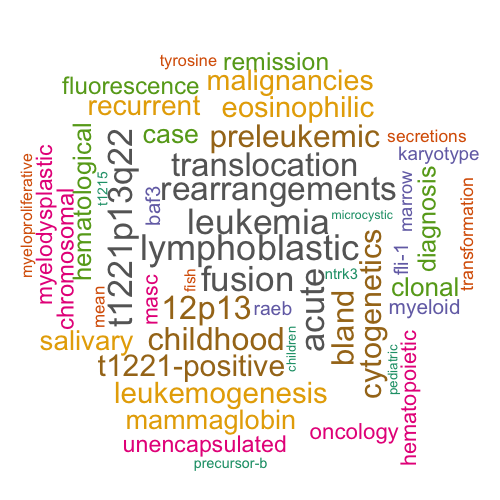 tyrosine
remission
fluorescence
malignancies
recurrent
eosinophilic
case
preleukemic
secretions
karyotype
translocation
rearrangements
leukemia
microcystic
lymphoblastic
fusion
ntrk3
12p13
raeb
childhood
t1221-positive
leukemogenesis
mammaglobin
unencapsulated
precursor-b
oncology
salivary
bland
clonal
myeloid
myeloproliferative
myelodysplastic
chromosomal
hematological
t1215
t1221p13q22
baf3
masc
mean
fish
acute
children
cytogenetics
fli-1
marrow
diagnosis
transformation
pediatric
hematopoietic